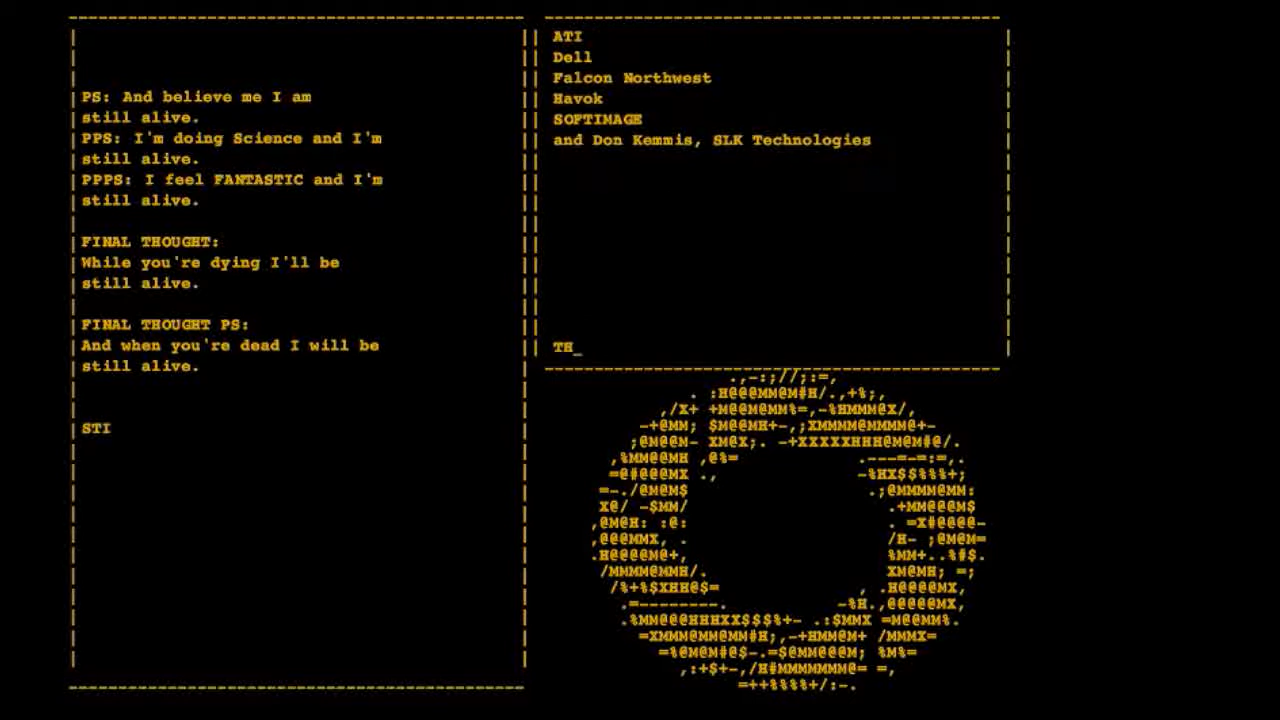 PS: And believe me I am
still alive.
PPS: I'm doing Science and I'm
still alive.
PPPS: I feel FANTASTIC and I'm
still alive.
FINAL THOUGHT:
While you're dying I'll be
still alive.
FINAL THOUGHT PS:
And when you're dead I will be
still alive.
STI
ATI
Dell
Falcon Northwest
Havok
SOFTIMAGE
and Don Kemmis, SLK Technologies
TH_